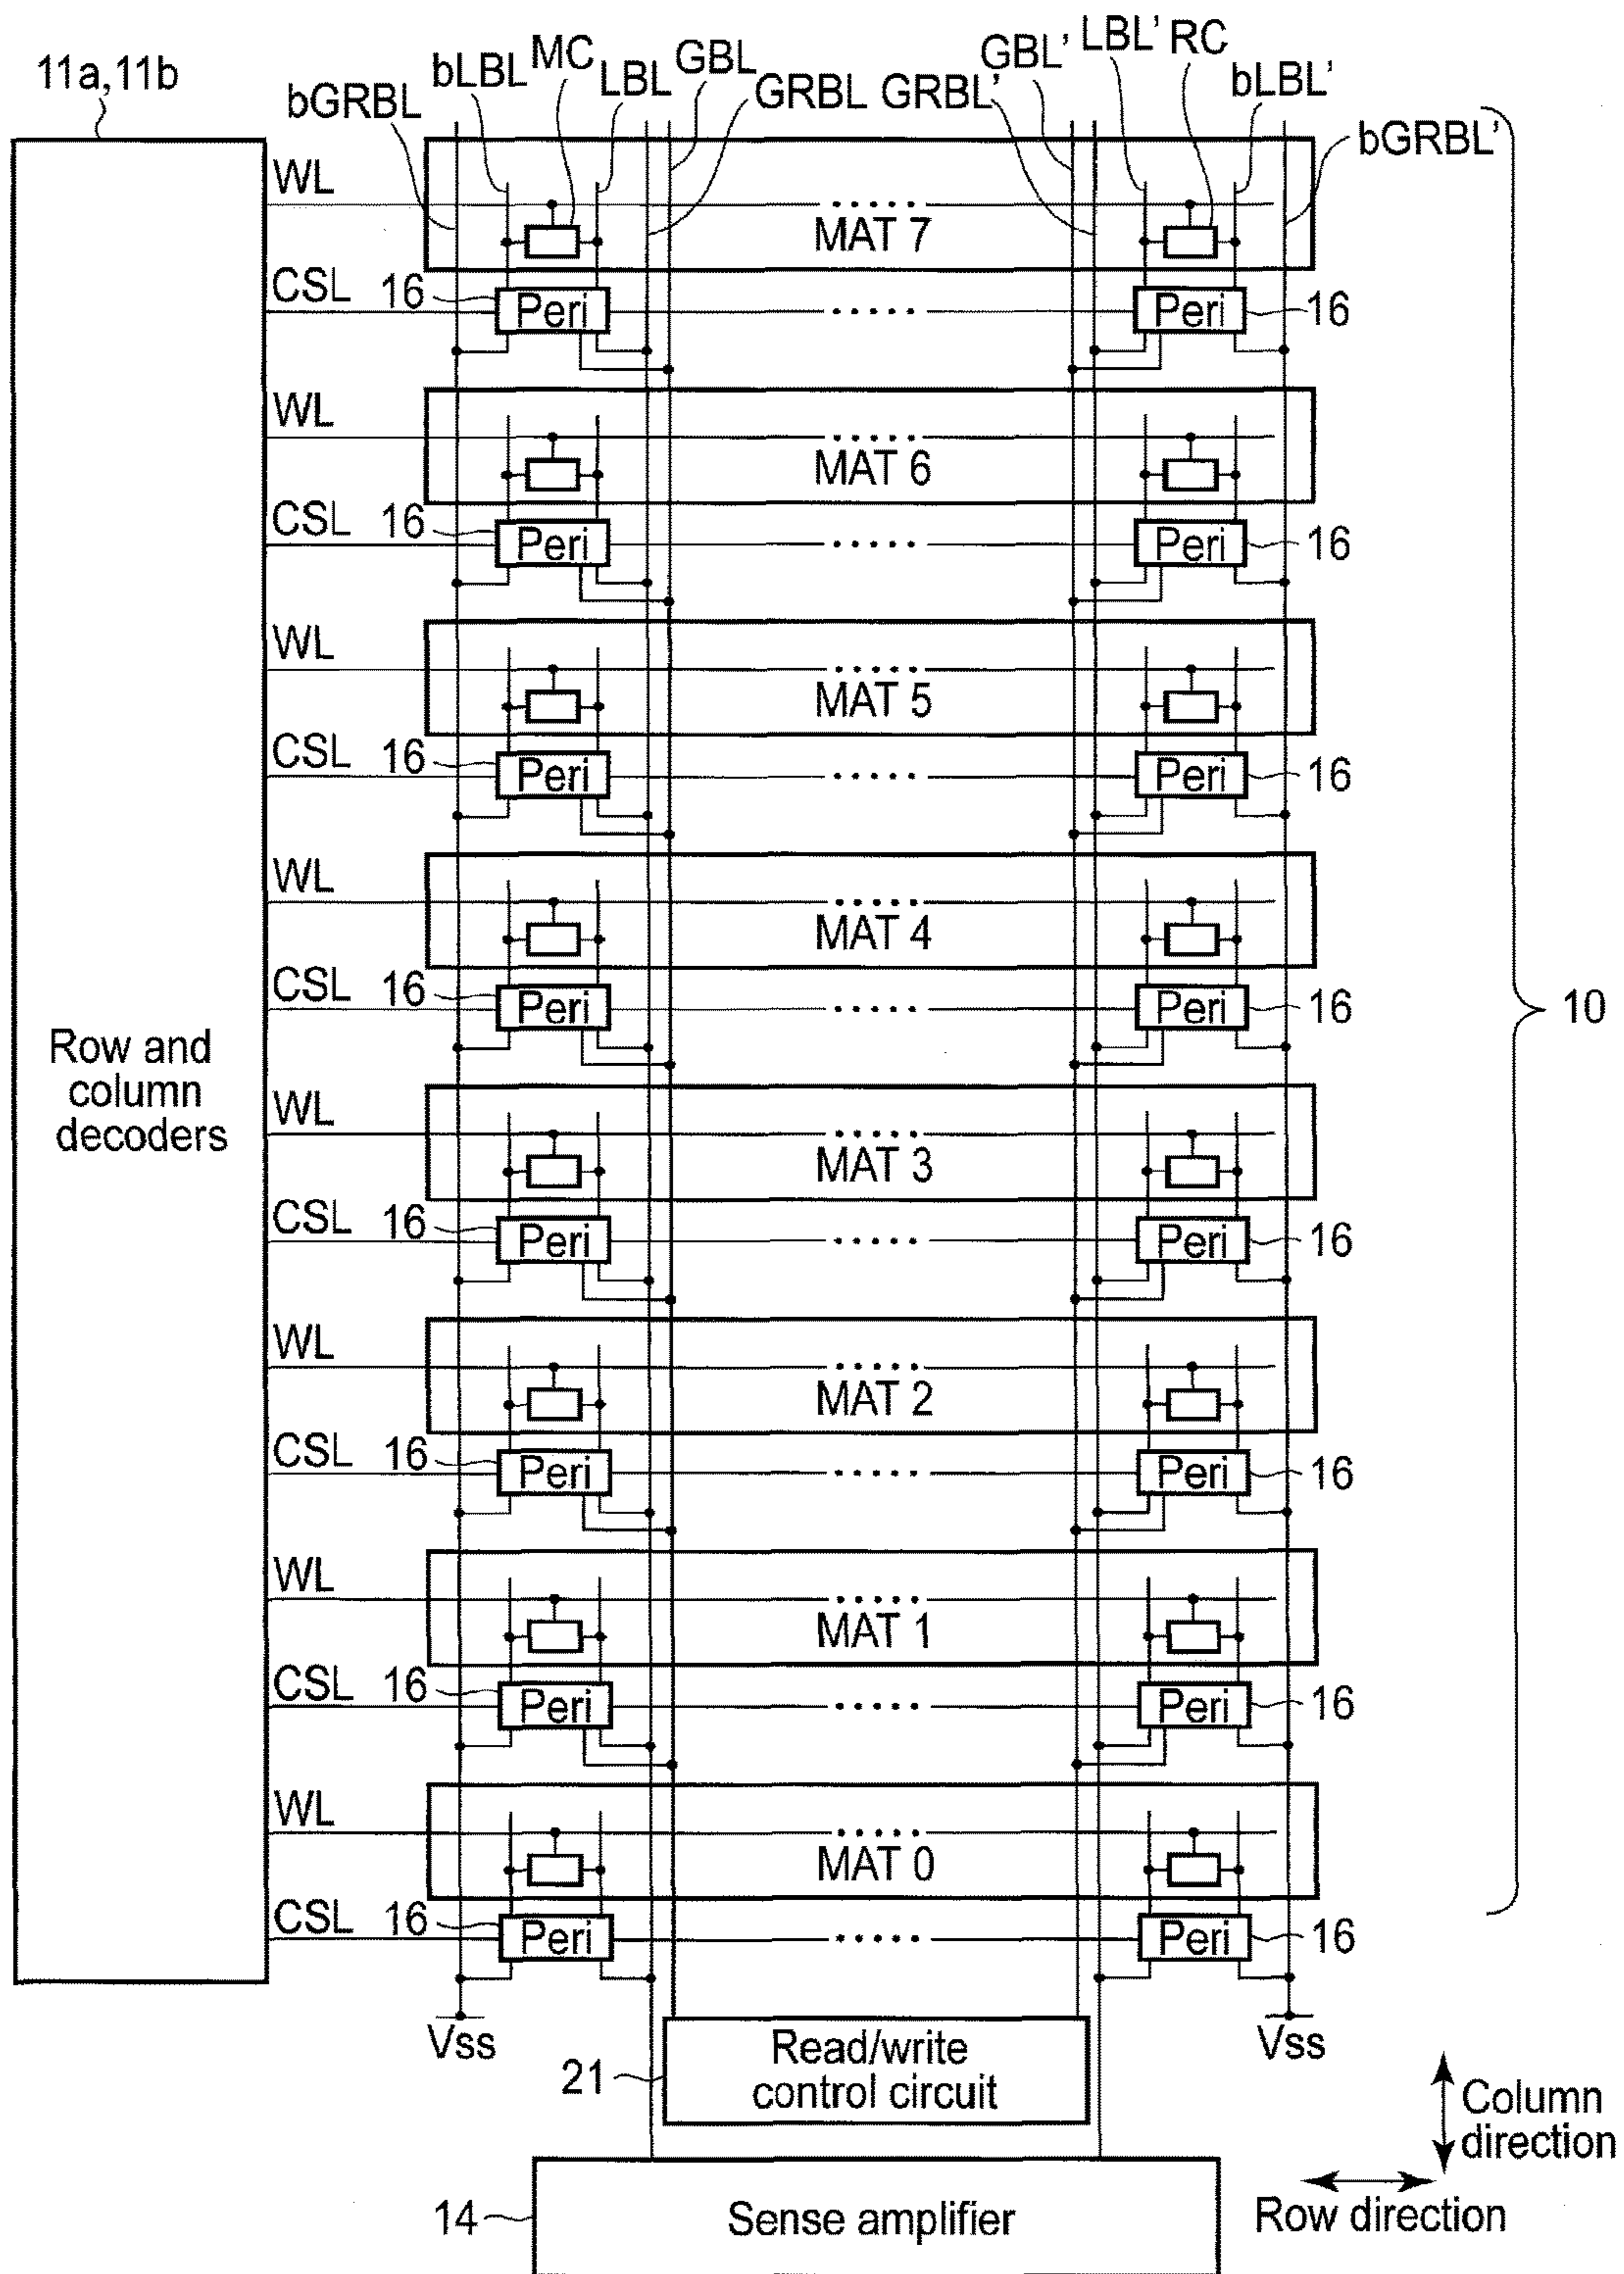 11a,11b
bGRBL
bLBL
MC
LBL
GBL
GRBL
GRBL'
GBL'
LBL'
RC
bLBL'
bGRBL'
WL
MAT 7
CSL
16
Peri
Peri
16
WL
MAT 6
CSL
16
Peri
Peri
16
WL
MAT 5
CSL
16
Peri
Peri
16
WL
MAT 4
CSL
16
Peri
Peri
16
10
Row and
column
decoders
WL
MAT 3
CSL
16
Peri
Peri
16
WL
MAT 2
CSL
16
Peri
Peri
16
WL
MAT 1
CSL
16
Peri
Peri
16
WL
MAT 0
CSL
16
Peri
Peri
16
Vss
Vss
21
Read/write
control circuit
Column
direction
Row direction
14
Sense amplifier